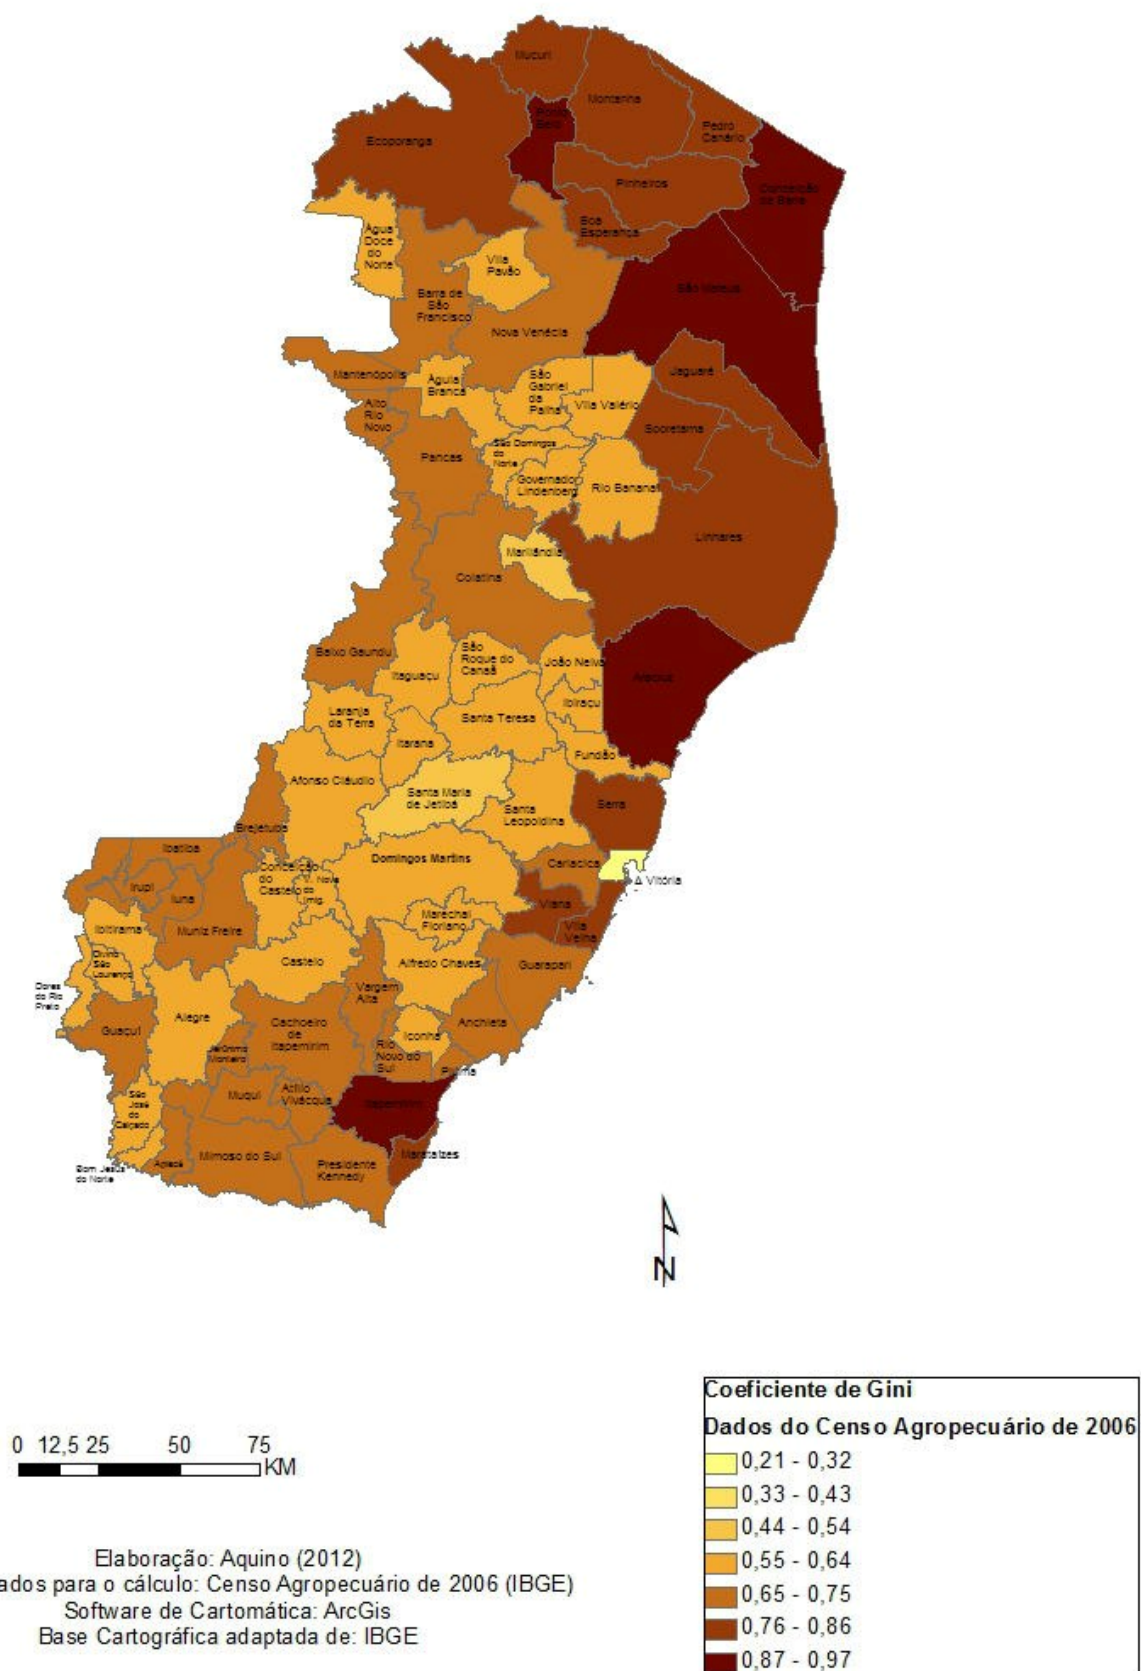 Mucuri
Montanha
Ponto
Belo
Pedro
Canário
Ecoporanga
Pinheiros
Conceição
da Barra
Boa
Esperança
Água
Doce
do
Norte
Vila
Pavão
São Mateus
Barra de
São
Francisco
Nova Venécia
Mantenópolis
Águia
Branca
São
Gabriel
da
Palha
Jaguaré
Vila Valério
Alto
Rio
Novo
Sooretama
Pancas
São Domingos
do
Norte
Governador
Lindenberg
Rio Bananal
Linhares
Marilândia
Colatina
Baixo Gaundu
São
Roque do
Canaã
João Neiva
Itaguaçu
Aracruz
Ibiraçu
Laranja
da Terra
Santa Teresa
Itarana
Fundão
Afonso Cláudio
Santa Maria
de Jetibá
Santa
Leopoldina
Serra
Brejetuba
Ibatiba
Domingos Martins
Cariacica
Conceição
do
Castelo
V. Nova
do
Imig.
Δ Vitória
Irupi
Iuna
Viana
Marechal
Floriano
Ibitirama
Muniz Freire
Vila
Velha
Divino
São
Lourenço
Castelo
Alfredo Chaves
Guarapari
Dores
do Rio
Preto
Vargem
Alta
Alegre
Guaçuí
Cachoeiro
de
Itapemirim
Anchieta
Iconha
Jerônimo
Monteiro
Rio
Novo do
Sul
Piúma
São
José
do
Calçado
Muqui
Atílio
Vivácqua
Itapemirim
Mimoso do Sul
Marataízes
Apiacá
Bom Jesus
do Norte
Presidente
Kennedy
N
Coeficiente de Gini
Dados do Censo Agropecuário de 2006
0,21 - 0,32
0,33 - 0,43
0,44 - 0,54
0,55 - 0,64
0,65 - 0,75
0,76 - 0,86
0,87 - 0,97
0 12,5 25 50 75
KM
Elaboração: Aquino (2012)
ados para o cálculo: Censo Agropecuário de 2006 (IBGE)
Software de Cartomática: ArcGis
Base Cartográfica adaptada de: IBGE